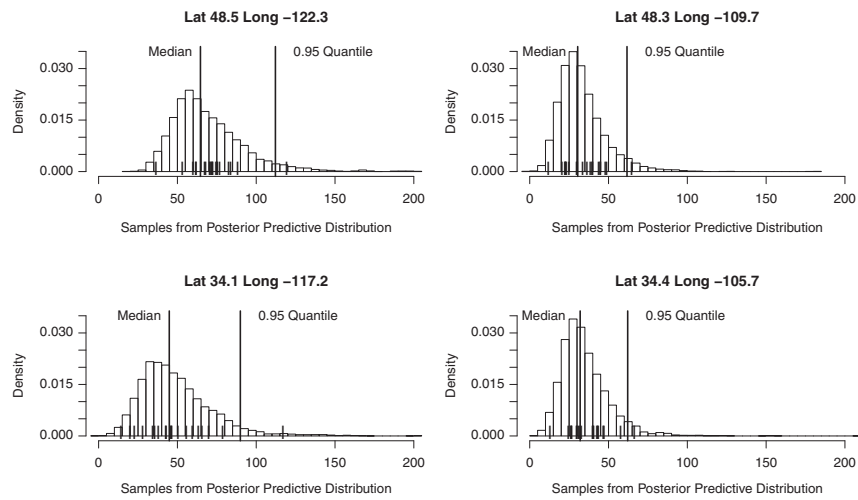 Lat 48.5 Long −122.3
Median
0.95 Quantile
Density
0.030
0.015
0.000
0 50 100 150 200
Samples from Posterior Predictive Distribution
Lat 48.3 Long −109.7
Median
0.95 Quantile
Density
0.030
0.015
0.000
0 50 100 150 200
Samples from Posterior Predictive Distribution
Lat 34.1 Long −117.2
Median
0.95 Quantile
Density
0.030
0.015
0.000
0 50 100 150 200
Samples from Posterior Predictive Distribution
Lat 34.4 Long −105.7
Median
0.95 Quantile
Density
0.030
0.015
0.000
0 50 100 150 200
Samples from Posterior Predictive Distribution